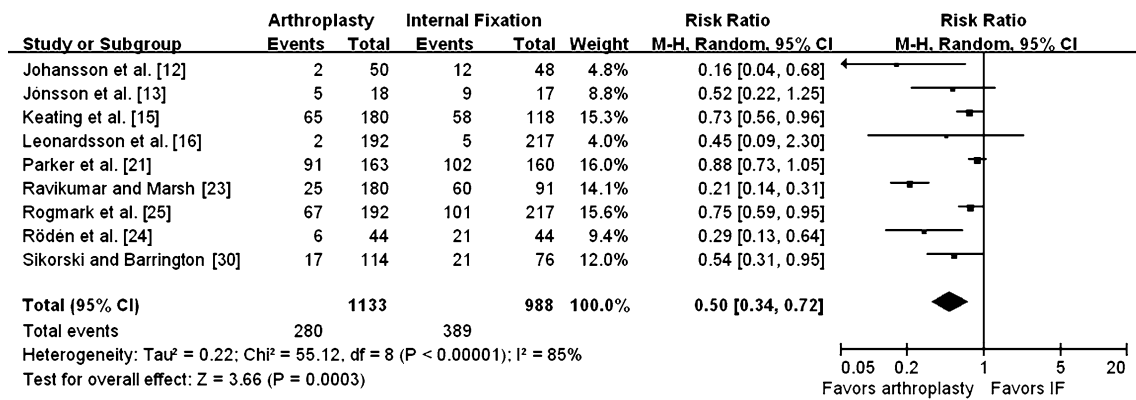 Arthroplasty Internal Fixation Risk Ratio Risk Ratio
Study or Subgroup Events Total Events Total Weight M-H, Random, 95% CI M-H, Random, 95% CI
Johansson et al. [12] 2 50 12 48 4.8% 0.16 [0.04, 0.68]
Jónsson et al. [13] 5 18 9 17 8.8% 0.52 [0.22, 1.25]
Keating et al. [15] 65 180 58 118 15.3% 0.73 [0.56, 0.96]
Leonardsson et al. [16] 2 192 5 217 4.0% 0.45 [0.09, 2.30]
Parker et al. [21] 91 163 102 160 16.0% 0.88 [0.73, 1.05]
Ravikumar and Marsh [23] 25 180 60 91 14.1% 0.21 [0.14, 0.31]
Rogmark et al. [25] 67 192 101 217 15.6% 0.75 [0.59, 0.95]
Rödén et al. [24] 6 44 21 44 9.4% 0.29 [0.13, 0.64]
Sikorski and Barrington [30] 17 114 21 76 12.0% 0.54 [0.31, 0.95]
Total (95% CI) 1133 988 100.0% 0.50 [0.34, 0.72]
Total events 280 389
Heterogeneity: Tau² = 0.22; Chi² = 55.12, df = 8 (P < 0.00001); I² = 85%
Test for overall effect: Z = 3.66 (P = 0.0003)
0.05 0.2 1 5 20
Favors arthroplasty Favors IF